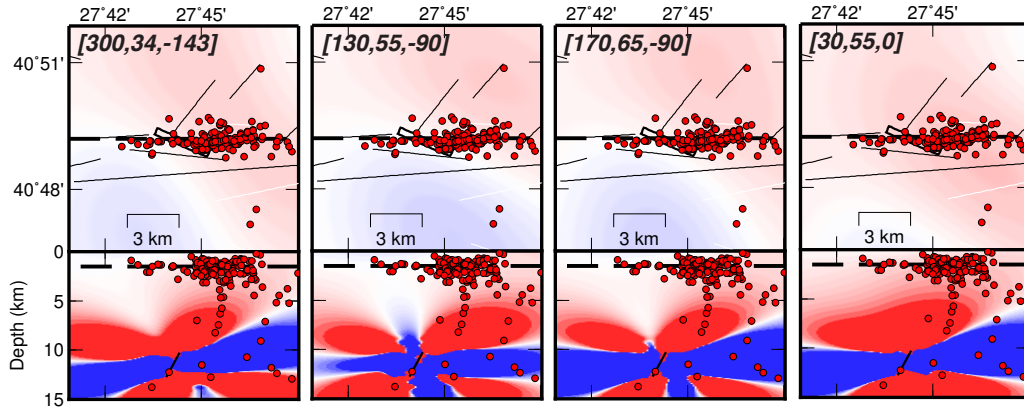 27°42' 27°45' 27°42' 27°45' 27°42' 27°45' 27°42' 27°45'
[300,34,-143] [130,55,-90] [170,65,-90] [30,55,0]
40°51'
40°48'
3 km 3 km 3 km 3 km
0
5
10
15
Depth (km)